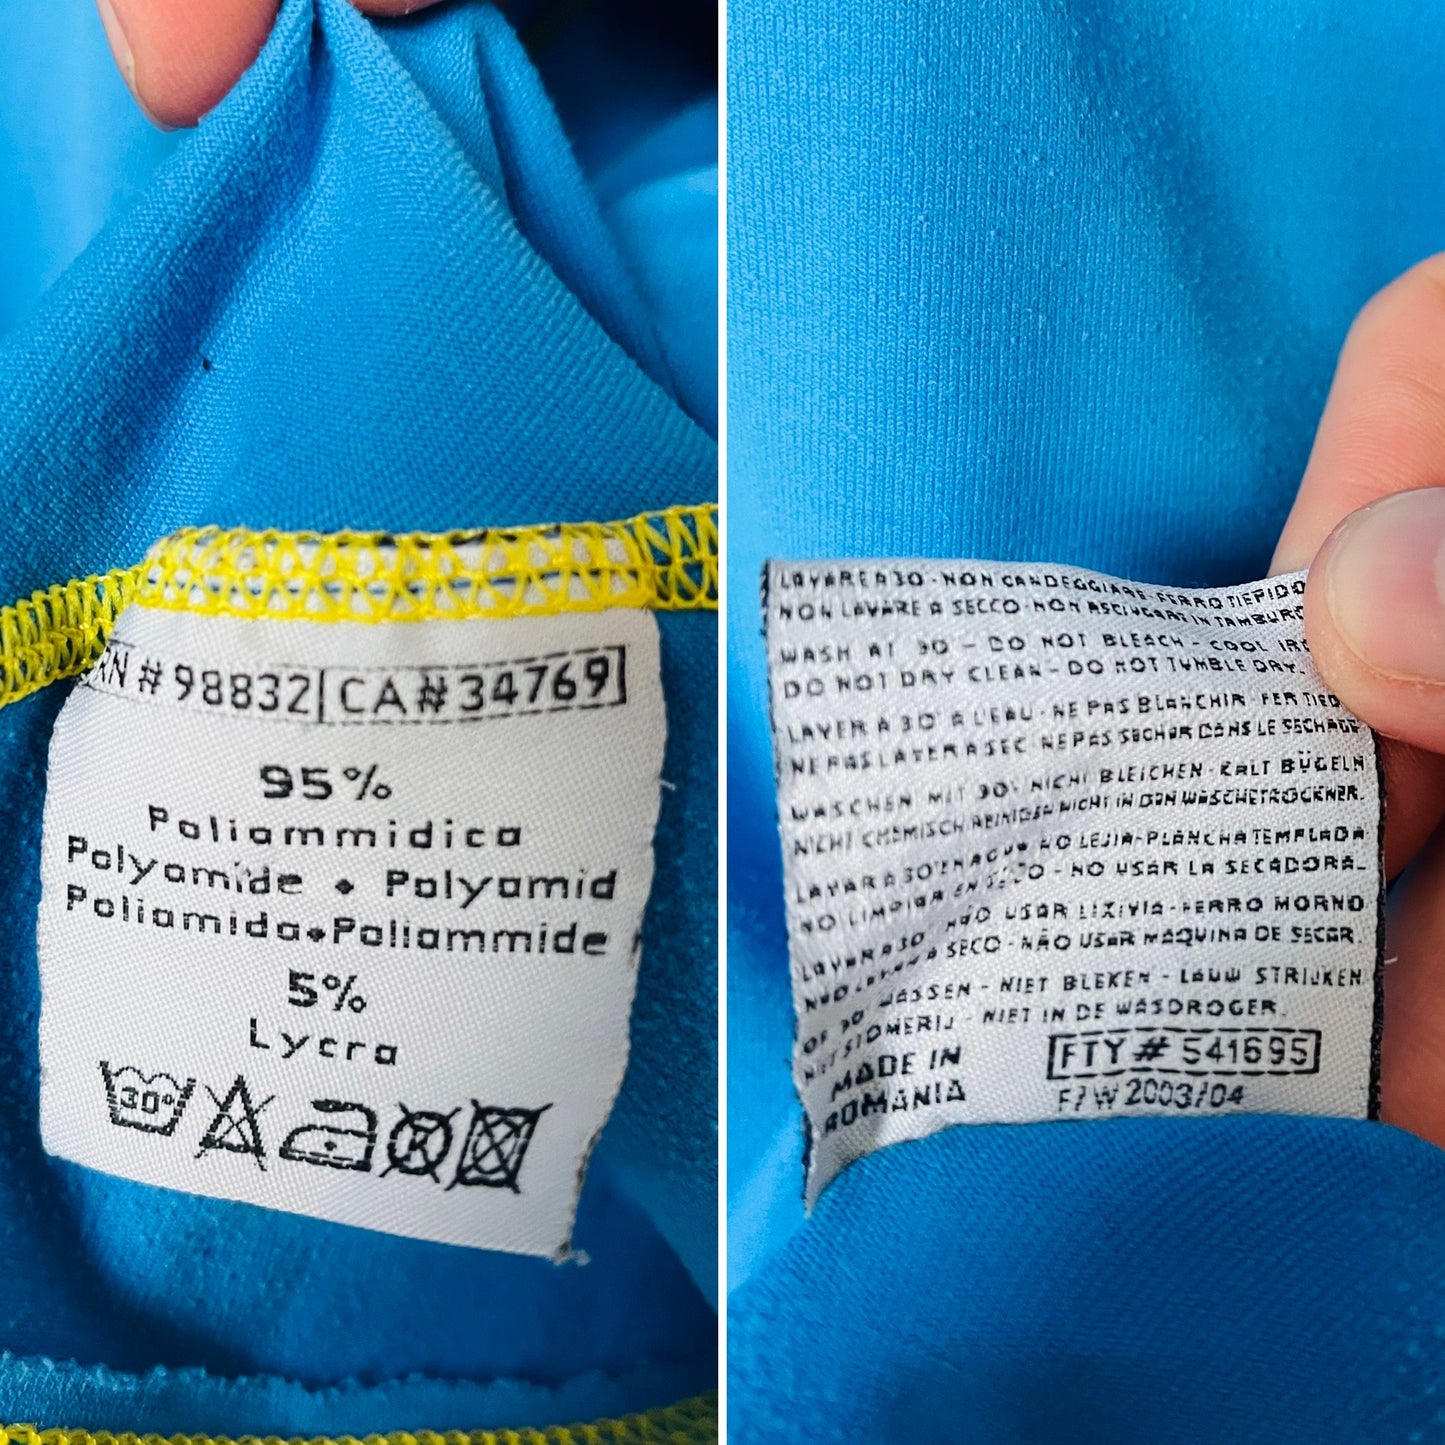 RN # 98832 CA# 34769
95%
Poliammidica
Polyamide • Polyamid
Poliamida•Poliammide
5%
Lycra
30°
LAVARE A 30 - NON CANDEGGIARE - FERRO TIEPIDO
NON LAVARE A SECCO - NON ASCIUGARE IN TAMBURO
WASH AT 30 - DO NOT BLEACH - COOL
DO NOT DRY CLEAN - DO NOT TUMBLE DRY.
LAVER A 30° A L'EAU - NE PAS BLANCHIR - FER
NE PAS LAVER A SEC - NE PAS SECHER DANS LE SECHAGE
WASCHEN MIT 30° NICHT BLEICHEN - KALT BÜGELN
NICHT CHEMISCH REINIGEN NICHT IN DEN WÄSCHETROCKENER.
LAVAR A 30° EN AGUA NO LEJIA - PLANCHA TEMPLADA
NO LIMPIAR EN SECO - NO USAR LA SECADORA.
LAVAR A 30° NÃO USAR LIXIVIA - FERRO MORNO
NÃO LAVAR A SECO - NÃO USAR MAQUINA DE SECAR.
OP 30° WASSEN - NIET BLEKEN - LAUW STRIJKEN
STOMERIJ - NIET IN DE WASDROGER.
MADE IN
ROMANIA
FTY # 541695
F/W 2003/04